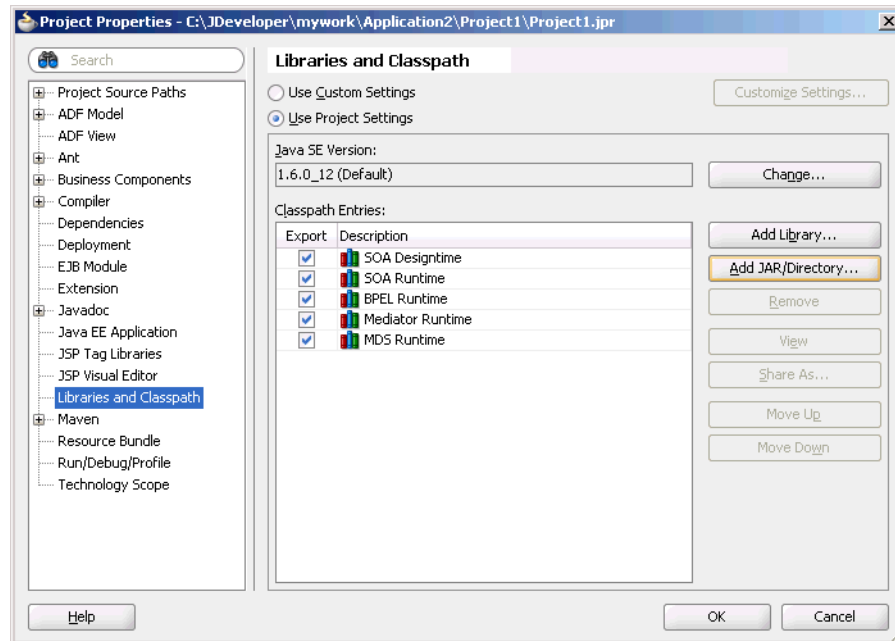 Project Properties - C:\JDeveloper\mywork\Application2\Project1\Project1.jpr
Search
Project Source Paths
ADF Model
ADF View
Ant
Business Components
Compiler
Dependencies
Deployment
EJB Module
Extension
Javadoc
Java EE Application
JSP Tag Libraries
JSP Visual Editor
Libraries and Classpath
Maven
Resource Bundle
Run/Debug/Profile
Technology Scope
Libraries and Classpath
Use Custom Settings
Customize Settings...
Use Project Settings
Java SE Version:
1.6.0_12 (Default)
Change...
Classpath Entries:
Export Description
SOA Designtime
SOA Runtime
BPEL Runtime
Mediator Runtime
MDS Runtime
Add Library...
Add JAR/Directory...
Remove
View
Share As...
Move Up
Move Down
Help
OK
Cancel